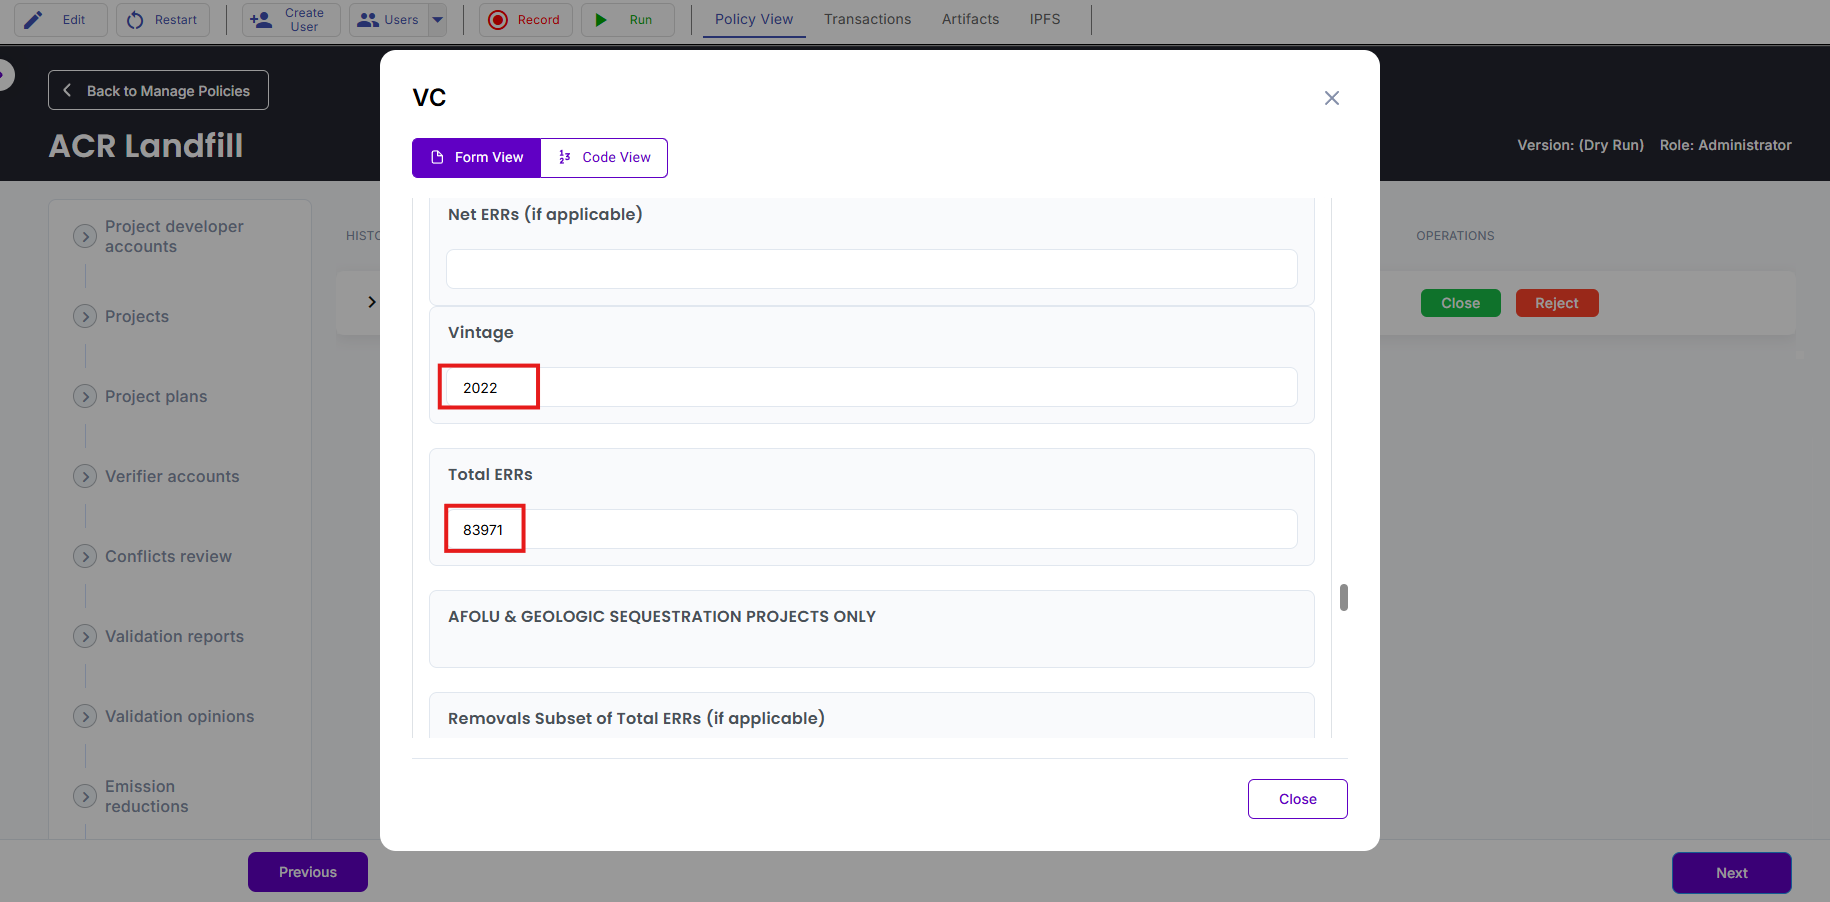 Edit
Restart
Create
User
Users
Record
Run
Policy View
Transactions
Artifacts
IPFS
Back to Manage Policies
ACR Landfill
Version: (Dry Run)
Role: Administrator
Project developer
accounts
Projects
Project plans
Verifier accounts
Conflicts review
Validation reports
Validation opinions
Emission
reductions
HISTO
OPERATIONS
Close
Reject
VC
Form View
Code View
Net ERRs (if applicable)
Vintage
2022
Total ERRs
83971
AFOLU & GEOLOGIC SEQUESTRATION PROJECTS ONLY
Removals Subset of Total ERRs (if applicable)
Close
Previous
Next